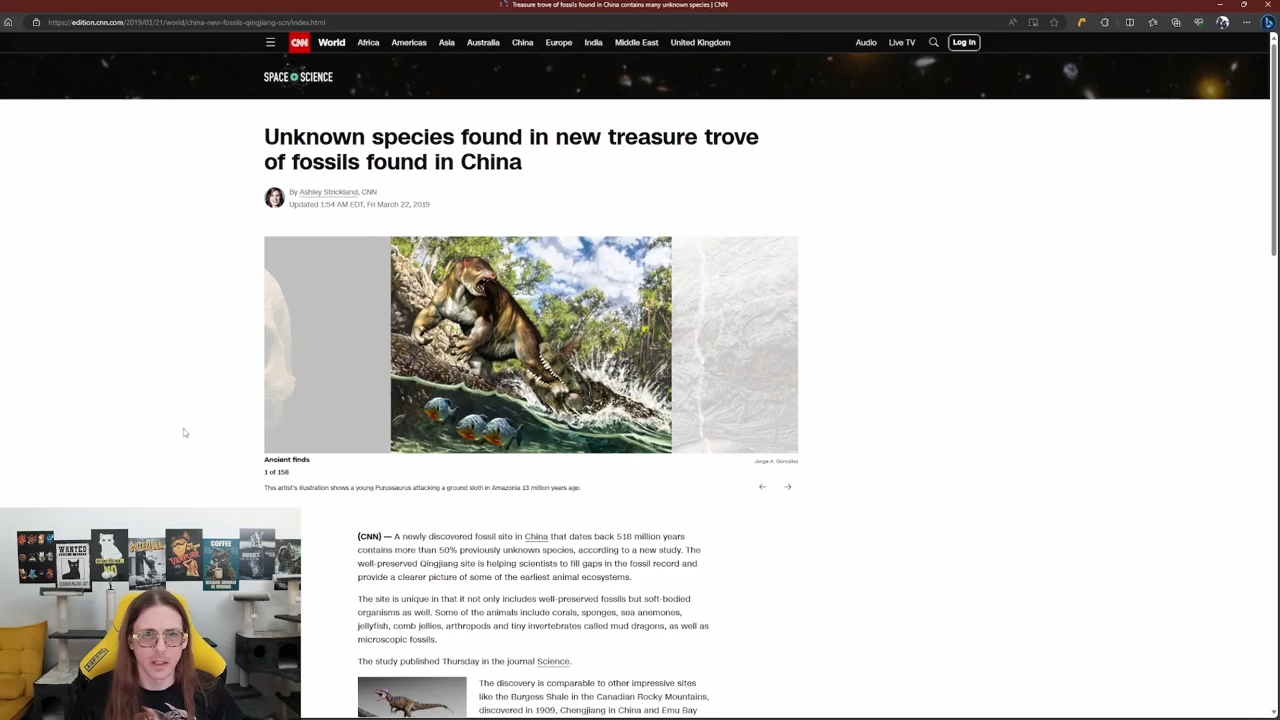 Treasure trove of fossils found in China contains many unknown species | CNN
https://edition.cnn.com/2019/03/21/world/china-new-fossils-qingjiang-scn/index.html
CNN World Africa Americas Asia Australia China Europe India Middle East United Kingdom Audio Live TV Log In
SPACE + SCIENCE
Unknown species found in new treasure trove
of fossils found in China
By Ashley Strickland, CNN
Updated 1:54 AM EDT, Fri March 22, 2019
Ancient finds
Jorge A. González
1 of 158
This artist's illustration shows a young Purussaurus attacking a ground sloth in Amazonia 13 million years ago.
(CNN) — A newly discovered fossil site in China that dates back 518 million years
contains more than 50% previously unknown species, according to a new study. The
well-preserved Qingjiang site is helping scientists to fill gaps in the fossil record and
provide a clearer picture of some of the earliest animal ecosystems.
The site is unique in that it not only includes well-preserved fossils but soft-bodied
organisms as well. Some of the animals include corals, sponges, sea anemones,
jellyfish, comb jellies, arthropods and tiny invertebrates called mud dragons, as well as
microscopic fossils.
The study published Thursday in the journal Science.
The discovery is comparable to other impressive sites
like the Burgess Shale in the Canadian Rocky Mountains,
discovered in 1909, Chengjiang in China and Emu Bay
WANTED
COFFEE